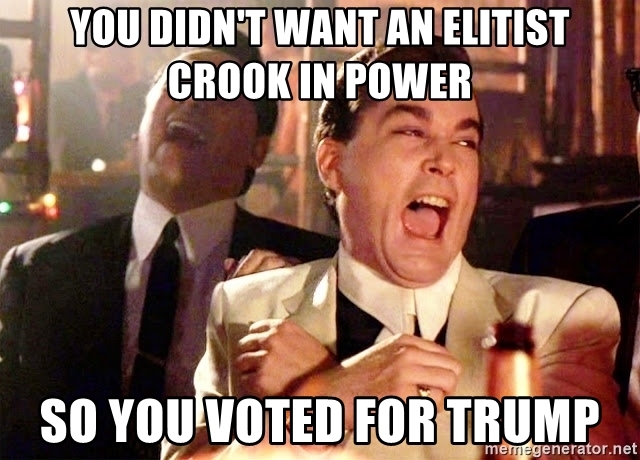 YOU DIDN'T WANT AN ELITIST
CROOK IN POWER
SO YOU VOTED FOR TRUMP
memegenerator.net